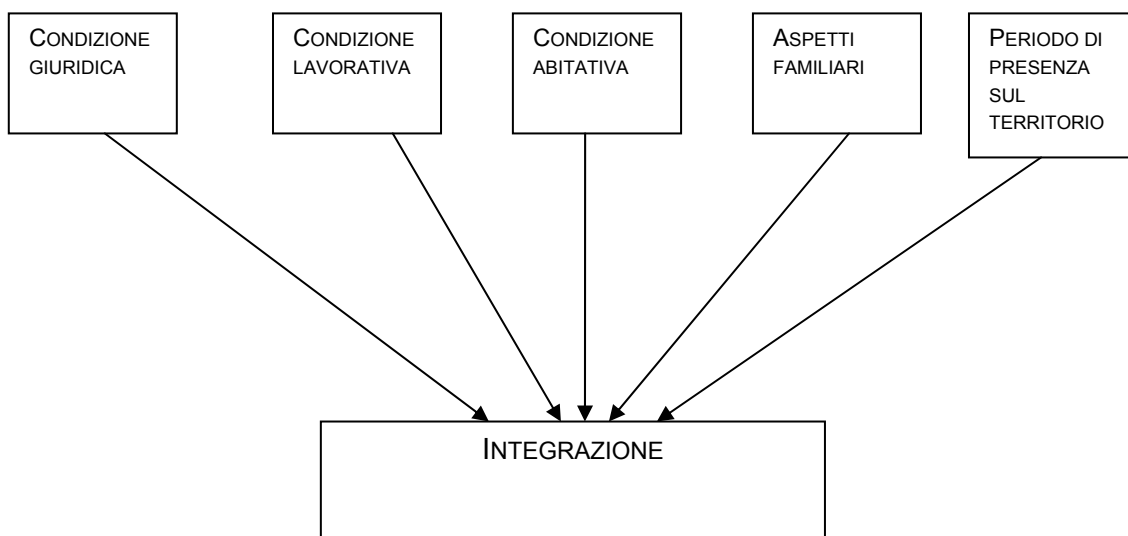 CONDIZIONE
GIURIDICA
CONDIZIONE
LAVORATIVA
CONDIZIONE
ABITATIVA
ASPETTI
FAMILIARI
PERIODO DI
PRESENZA
SUL
TERRITORIO
INTEGRAZIONE